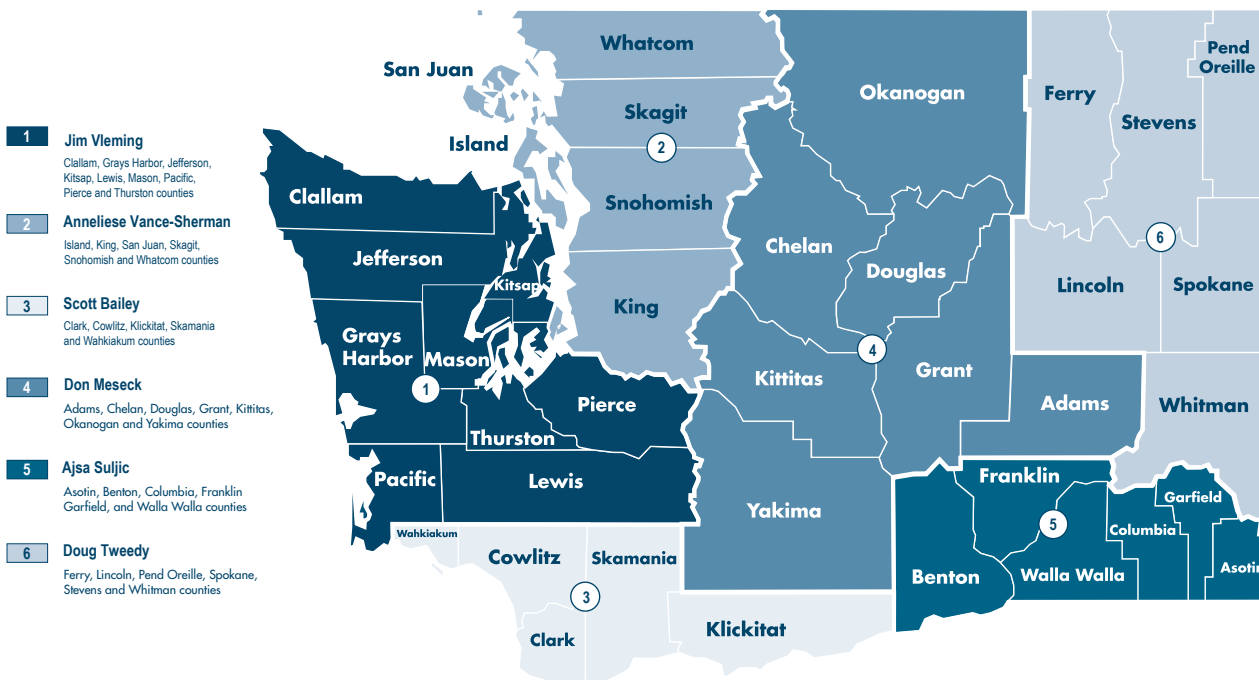 1
Jim Vleming
Clallam, Grays Harbor, Jefferson,
Kitsap, Lewis, Mason, Pacific,
Pierce and Thurston counties
2
Anneliese Vance-Sherman
Island, King, San Juan, Skagit,
Snohomish and Whatcom counties
3
Scott Bailey
Clark, Cowlitz, Klickitat, Skamania
and Wahkiakum counties
4
Don Meseck
Adams, Chelan, Douglas, Grant, Kittitas,
Okanogan and Yakima counties
5
Ajsa Suljic
Asotin, Benton, Columbia, Franklin
Garfield, and Walla Walla counties
6
Doug Tweedy
Ferry, Lincoln, Pend Oreille, Spokane,
Stevens and Whitman counties
Whatcom
San Juan
Skagit
Island
2
Snohomish
King
Clallam
Jefferson
Kitsap
Grays
Harbor
Mason
1
Pierce
Thurston
Pacific
Lewis
Wahkiakum
Cowlitz
Skamania
3
Clark
Klickitat
Okanogan
Chelan
Douglas
4
Kittitas
Grant
Adams
Yakima
Ferry
Stevens
Pend
Oreille
6
Lincoln
Spokane
Whitman
Franklin
5
Benton
Walla Walla
Columbia
Garfield
Asotin